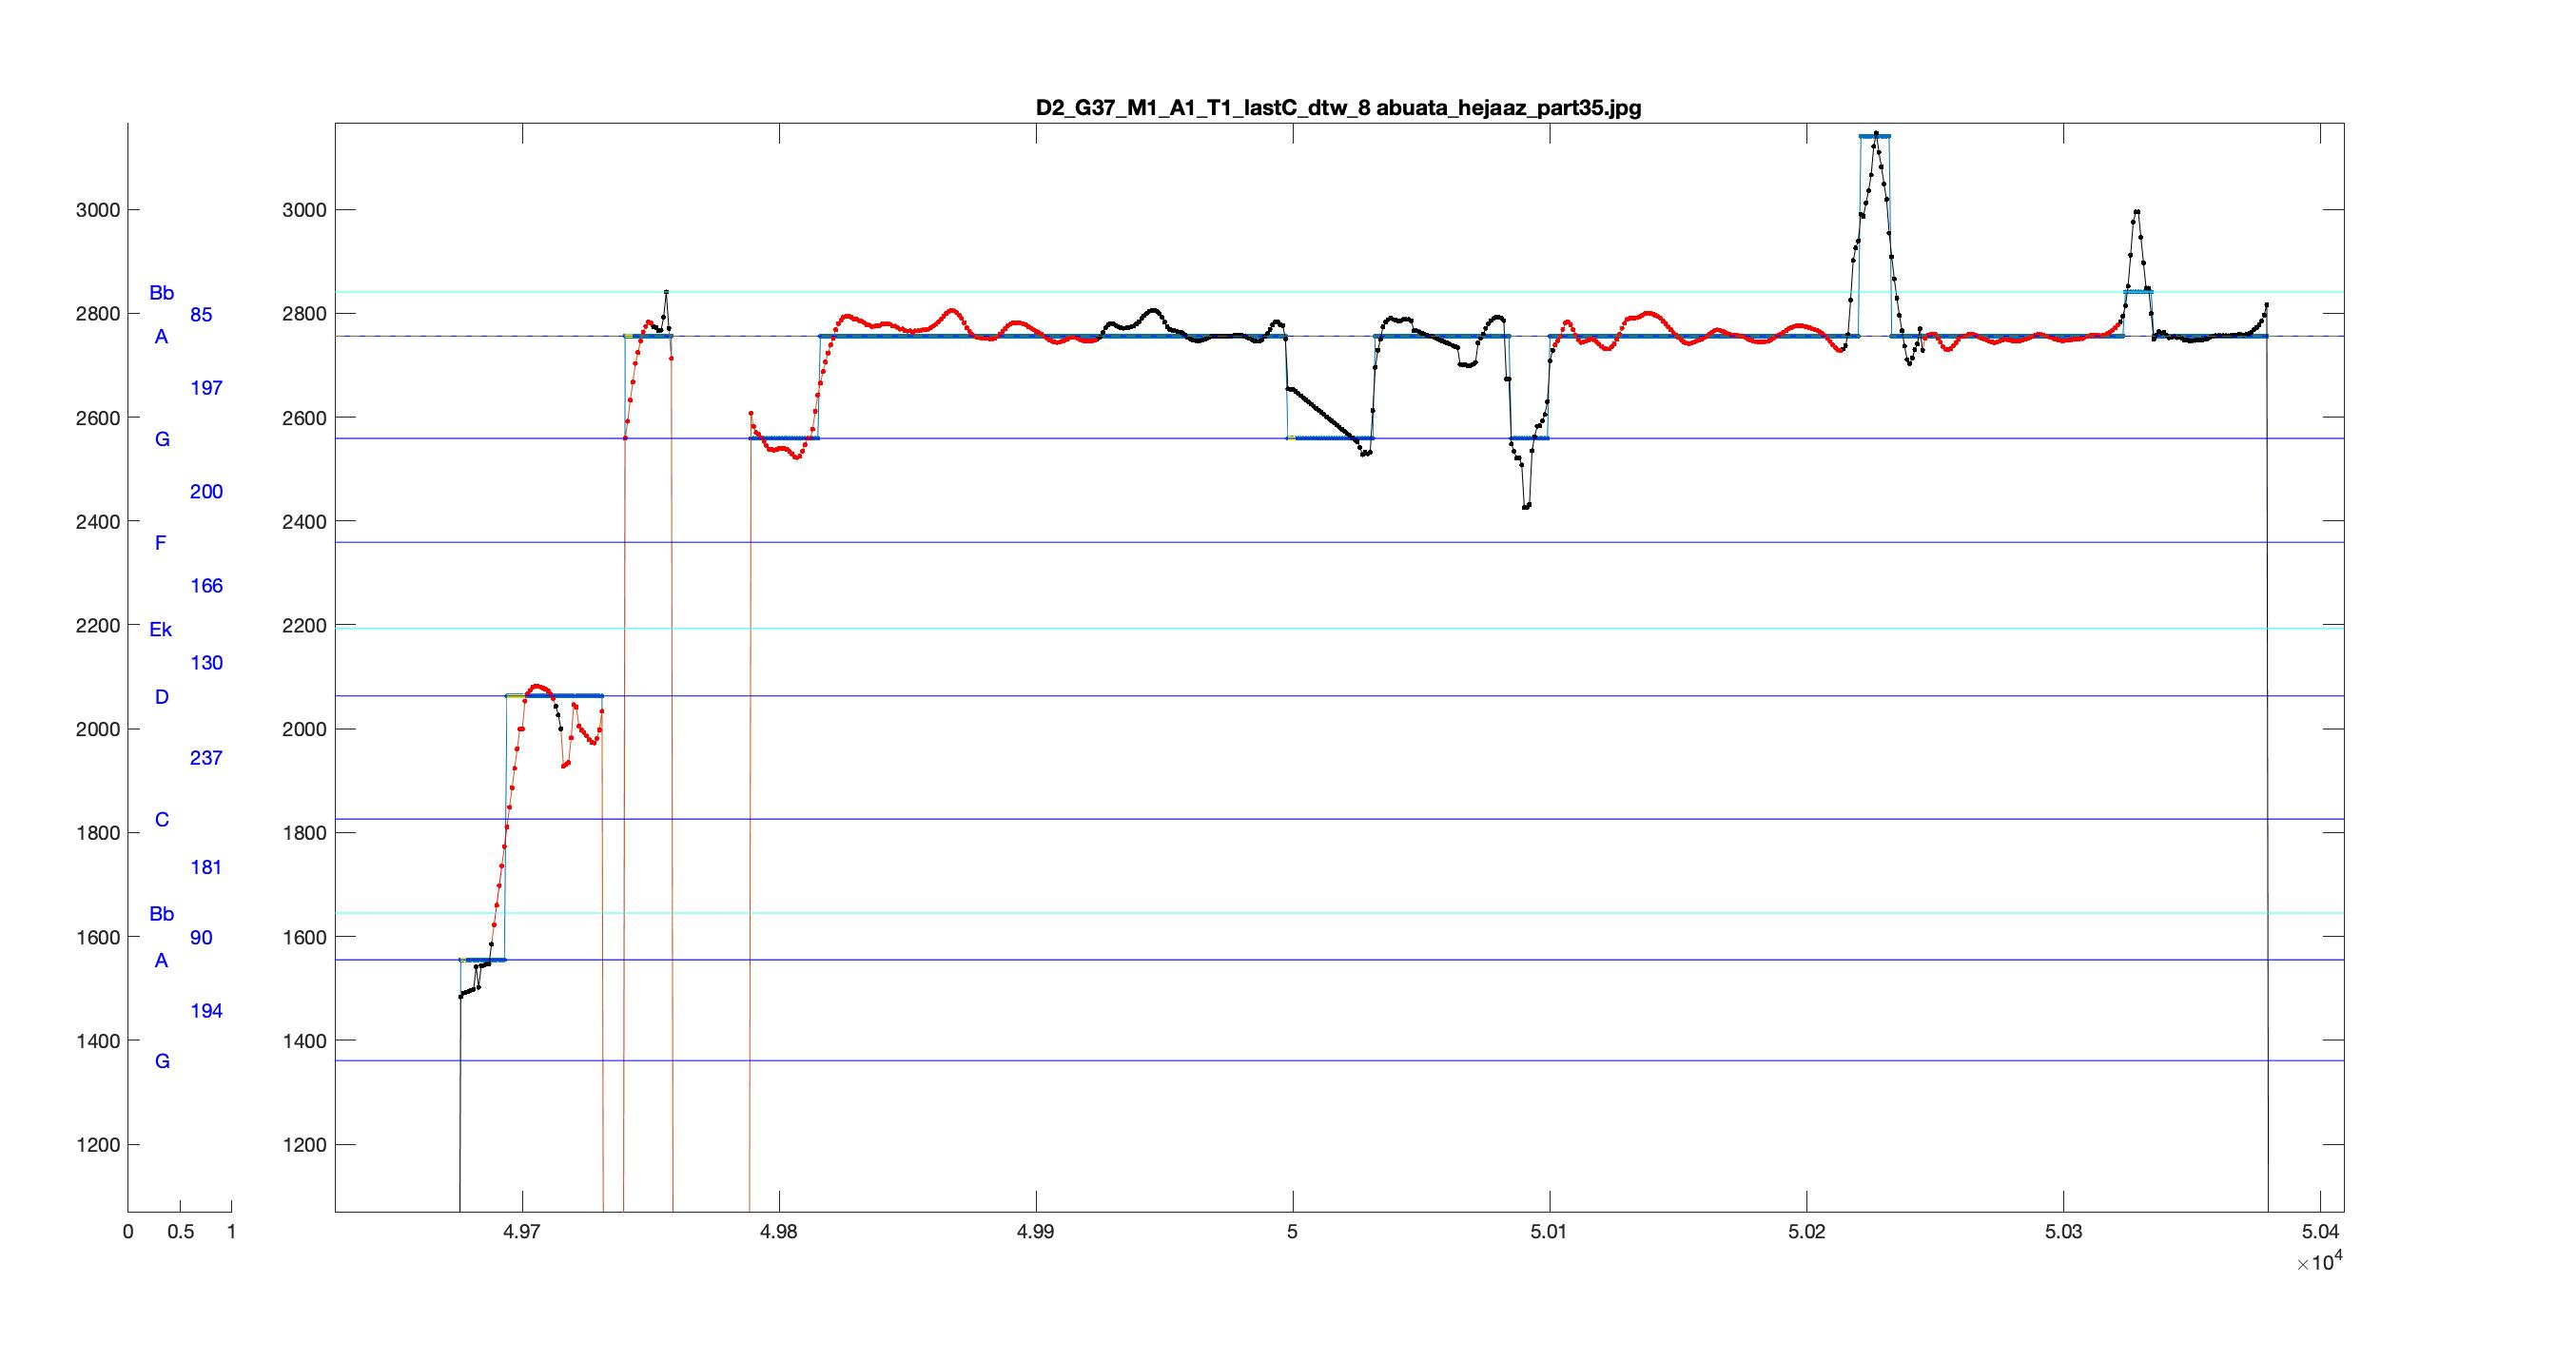 D2_G37_M1_A1_T1_lastC_dtw_8 abuata_hejaaz_part35.jpg
3000 3000
Bb
2800 85 2800
A
197
2600 2600
G
200
2400 2400
F
166
2200 Ek 2200
130
D
2000 2000
237
C
1800 1800
181
Bb
1600 90 1600
A
194
1400 1400
G
1200 1200
0 0.5 1 4.97 4.98 4.99 5 5.01 5.02 5.03 5.04
×10^4